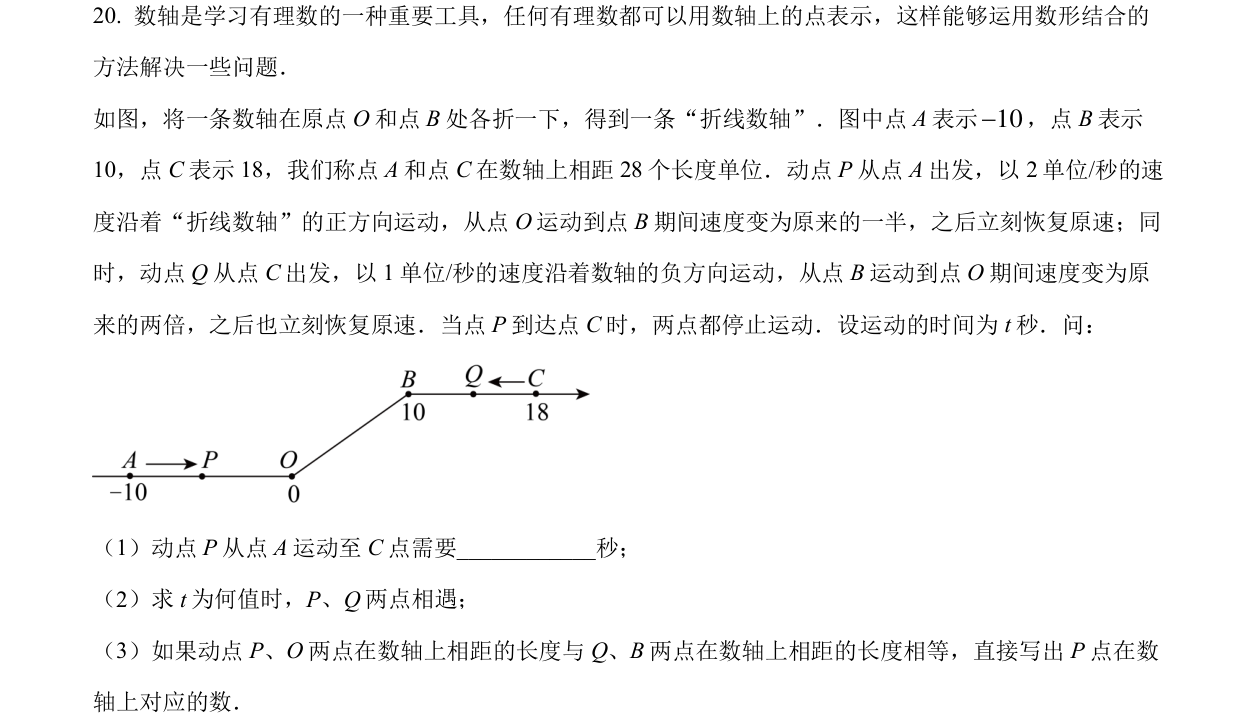 20. 数轴是学习有理数的一种重要工具，任何有理数都可以用数轴上的点表示，这样能够运用数形结合的
方法解决一些问题．
如图，将一条数轴在原点 O 和点 B 处各折一下，得到一条“折线数轴”．图中点 A 表示 −10，点 B 表示
10，点 C 表示 18，我们称点 A 和点 C 在数轴上相距 28 个长度单位．动点 P 从点 A 出发，以 2 单位/秒的速
度沿着“折线数轴”的正方向运动，从点 O 运动到点 B 期间速度变为原来的一半，之后立刻恢复原速；同
时，动点 Q 从点 C 出发，以 1 单位/秒的速度沿着数轴的负方向运动，从点 B 运动到点 O 期间速度变为原
来的两倍，之后也立刻恢复原速．当点 P 到达点 C 时，两点都停止运动．设运动的时间为 t 秒．问：
B Q C
10 18
A P O
−10 0
（1）动点 P 从点 A 运动至 C 点需要____________秒；
（2）求 t 为何值时，P、Q 两点相遇；
（3）如果动点 P、O 两点在数轴上相距的长度与 Q、B 两点在数轴上相距的长度相等，直接写出 P 点在数
轴上对应的数．